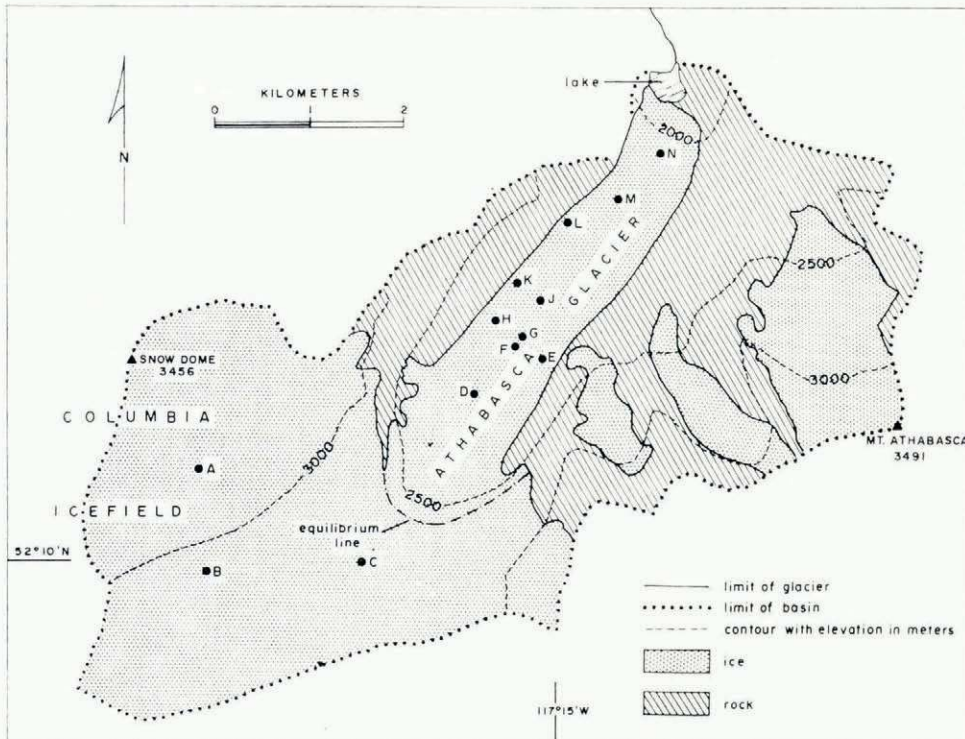 lake
KILOMETERS
0 1 2
N
2000
N
M
L
ATHABASCA GLACIER
2500
K
J
H
G
F
E
SNOW DOME
3456
3000
D
COLUMBIA
MT. ATHABASCA
3491
3000
A
2500
ICEFIELD
equilibrium
line
52°10'N
C
B
limit of glacier
limit of basin
contour with elevation in meters
ice
rock
117°15'W